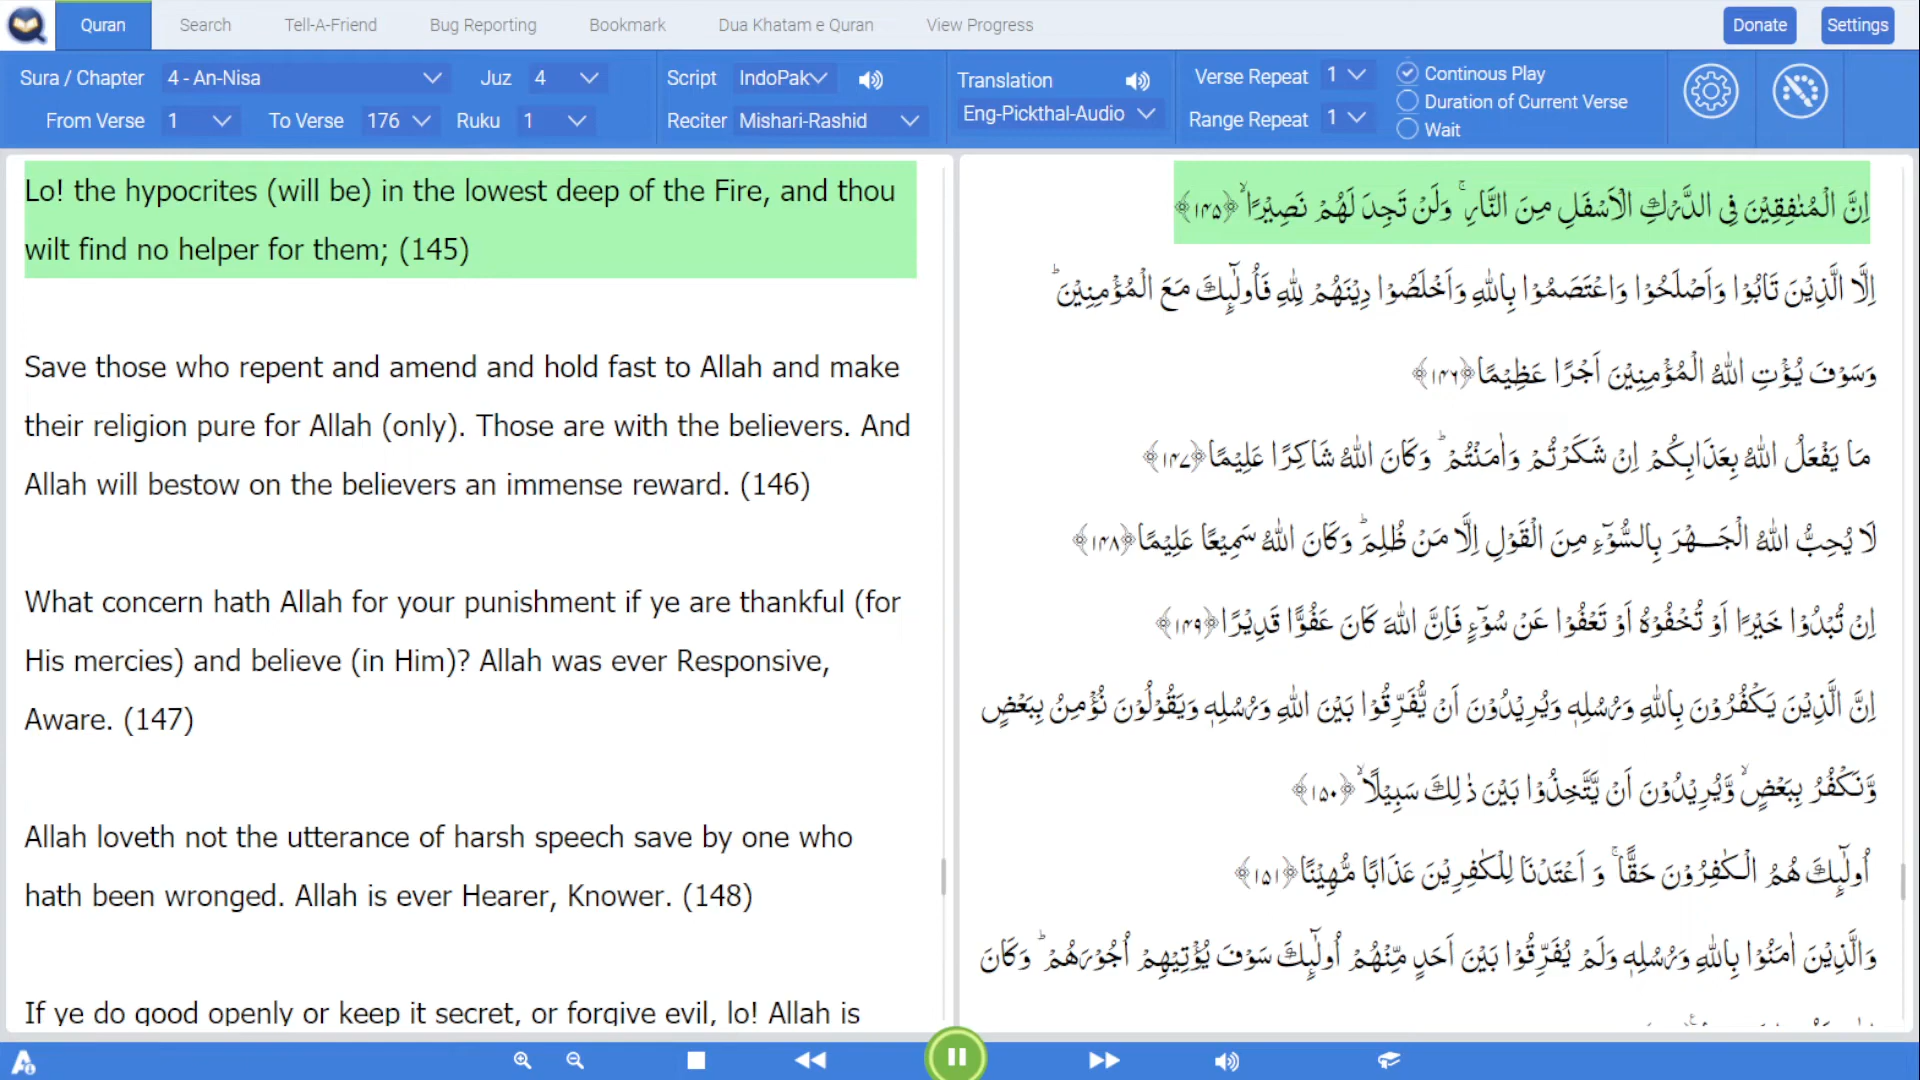 Quran Search Tell-A-Friend Bug Reporting Bookmark Dua Khatam e Quran View Progress Donate Settings
Sura / Chapter 4 - An-Nisa Juz 4
From Verse 1 To Verse 176 Ruku 1
Script IndoPak
Reciter Mishari-Rashid
Translation
Eng-Pickthal-Audio
Verse Repeat 1
Range Repeat 1
Continous Play
Duration of Current Verse
Wait
Lo! the hypocrites (will be) in the lowest deep of the Fire, and thou
wilt find no helper for them; (145)
Save those who repent and amend and hold fast to Allah and make
their religion pure for Allah (only). Those are with the believers. And
Allah will bestow on the believers an immense reward. (146)
What concern hath Allah for your punishment if ye are thankful (for
His mercies) and believe (in Him)? Allah was ever Responsive,
Aware. (147)
Allah loveth not the utterance of harsh speech save by one who
hath been wronged. Allah is ever Hearer, Knower. (148)
If ye do good openly or keep it secret, or forgive evil, lo! Allah is
اِنَّ الْمُنٰفِقِيْنَ فِى الدَّرْكِ الْاَسْفَلِ مِنَ النَّارِ ۚ وَلَنْ تَجِدَ لَهُمْ نَصِيْرًا ۙ﴿۱۴۵﴾
اِلَّا الَّذِيْنَ تَابُوْا وَاَصْلَحُوْا وَاعْتَصَمُوْا بِاللّٰهِ وَاَخْلَصُوْا دِيْنَهُمْ لِلّٰهِ فَاُولٰٓٮِٕكَ مَعَ الْمُؤْمِنِيْنَ ؕ
وَسَوْفَ يُؤْتِ اللّٰهُ الْمُؤْمِنِيْنَ اَجْرًا عَظِيْمًا﴿۱۴۶﴾
مَا يَفْعَلُ اللّٰهُ بِعَذَابِكُمْ اِنْ شَكَرْتُمْ وَاٰمَنْتُمْ ؕ وَكَانَ اللّٰهُ شَاكِرًا عَلِيْمًا﴿۱۴۷﴾
لَا يُحِبُّ اللّٰهُ الْجَــهْرَ بِالسُّوْٓءِ مِنَ الْقَوْلِ اِلَّا مَنْ ظُلِمَ ؕ وَكَانَ اللّٰهُ سَمِيْعًا عَلِيْمًا﴿۱۴۸﴾
اِنْ تُبْدُوْا خَيْرًا اَوْ تُخْفُوْهُ اَوْ تَعْفُوْا عَنْ سُوْٓءٍ فَاِنَّ اللّٰهَ كَانَ عَفُوًّا قَدِيْرًا﴿۱۴۹﴾
اِنَّ الَّذِيْنَ يَكْفُرُوْنَ بِاللّٰهِ وَرُسُلِهٖ وَيُرِيْدُوْنَ اَنْ يُّفَرِّقُوْا بَيْنَ اللّٰهِ وَرُسُلِهٖ وَيَقُوْلُوْنَ نُؤْمِنُ بِبَعْضٍ
وَّنَكْفُرُ بِبَعْضٍ ۙ وَّيُرِيْدُوْنَ اَنْ يَّتَّخِذُوْا بَيْنَ ذٰ لِكَ سَبِيْلًا ۙ﴿۱۵۰﴾
اُولٰٓٮِٕكَ هُمُ الْـكٰفِرُوْنَ حَقًّا ۚ وَ اَعْتَدْنَا لِلْكٰفِرِيْنَ عَذَابًا مُّهِيْنًا﴿۱۵۱﴾
وَالَّذِيْنَ اٰمَنُوْا بِاللّٰهِ وَرُسُلِهٖ وَلَمْ يُفَرِّقُوْا بَيْنَ اَحَدٍ مِّنْهُمْ اُولٰٓٮِٕكَ سَوْفَ يُؤْتِيْهِمْ اُجُوْرَهُمْ ؕ وَكَانَ